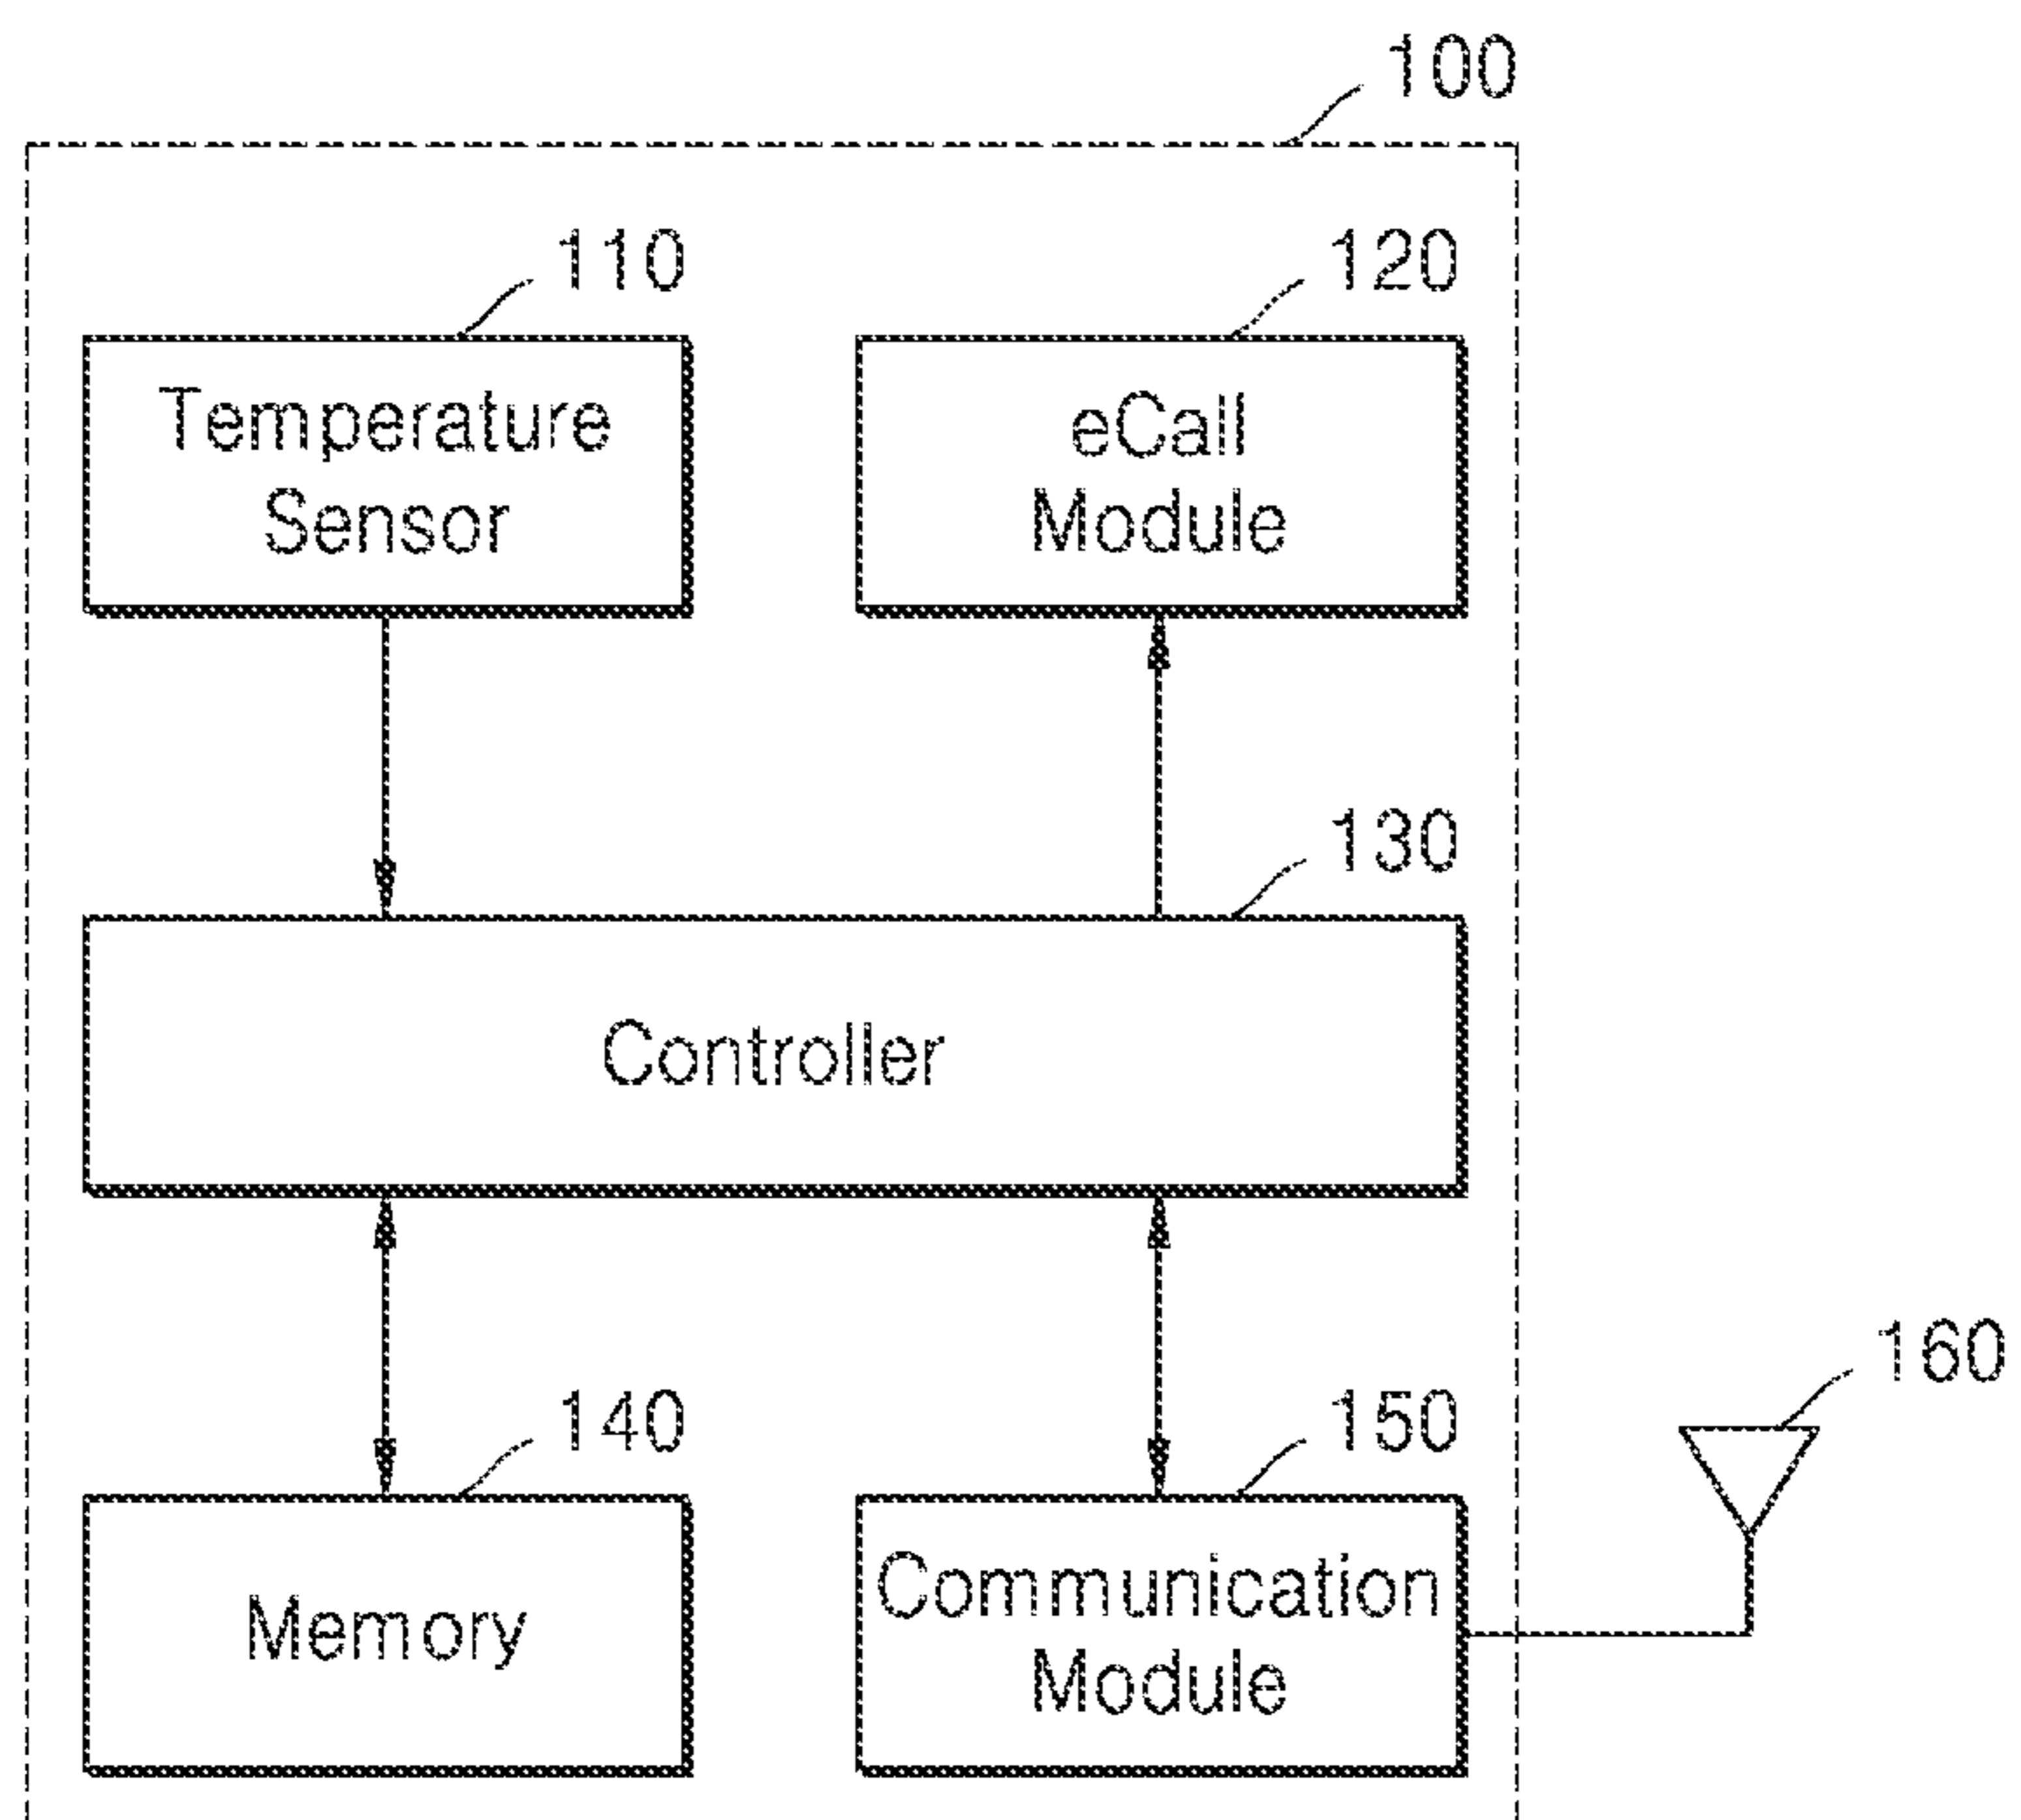 100
110
120
Temperature
Sensor
eCall
Module
130
Controller
160
140
150
Memory
Communication
Module